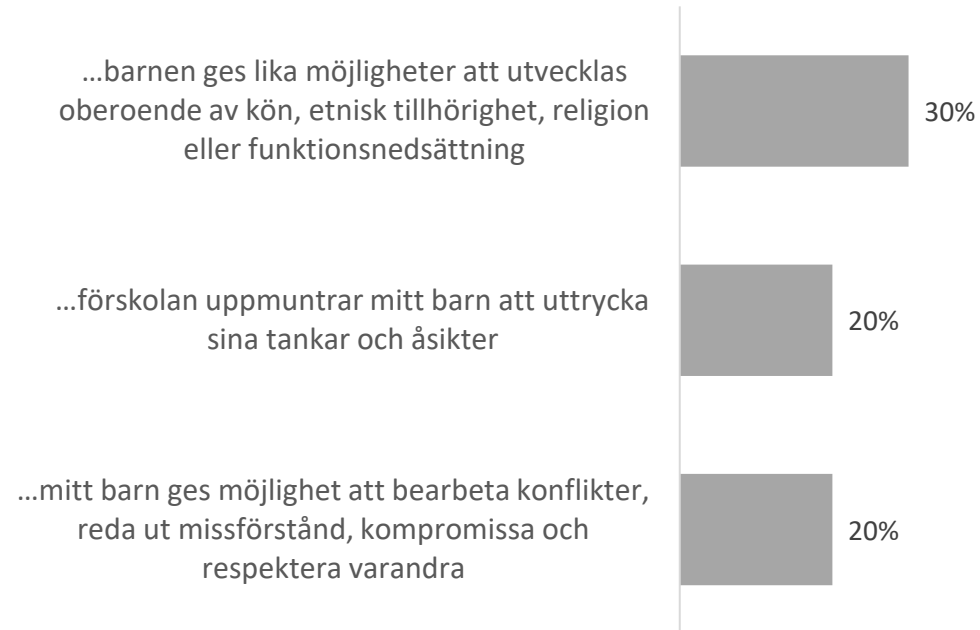 …barnen ges lika möjligheter att utvecklas
oberoende av kön, etnisk tillhörighet, religion
eller funktionsnedsättning
30%
…förskolan uppmuntrar mitt barn att uttrycka
sina tankar och åsikter
20%
…mitt barn ges möjlighet att bearbeta konflikter,
reda ut missförstånd, kompromissa och
respektera varandra
20%